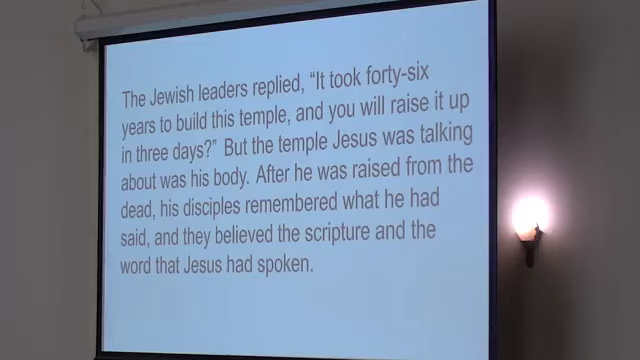 The Jewish leaders replied, “It took forty-six
years to build this temple, and you will raise it up
in three days?” But the temple Jesus was talking
about was his body. After he was raised from the
dead, his disciples remembered what he had
said, and they believed the scripture and the
word that Jesus had spoken.